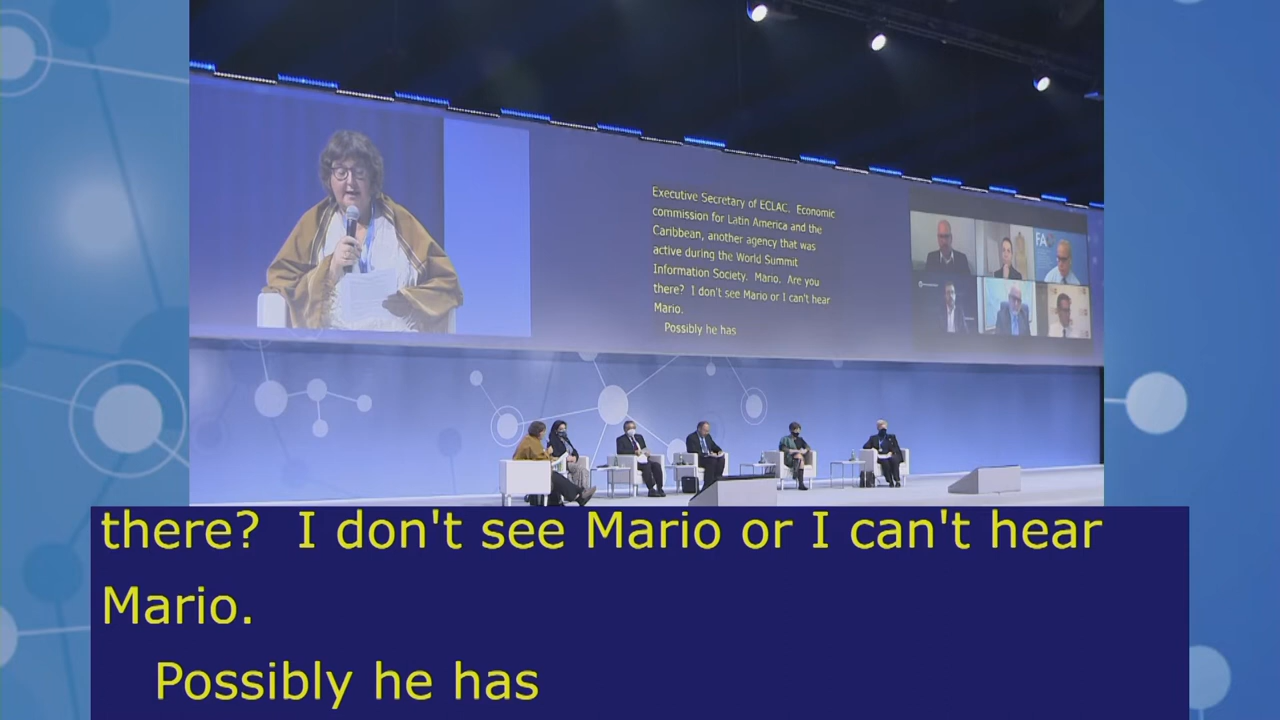 Executive Secretary of ECLAC.  Economic
commission for Latin America and the
Caribbean, another agency that was
active during the World Summit
Information Society.  Mario.  Are you
there?  I don't see Mario or I can't hear
Mario.
Possibly he has
FA
there?  I don't see Mario or I can't hear
Mario.
Possibly he has